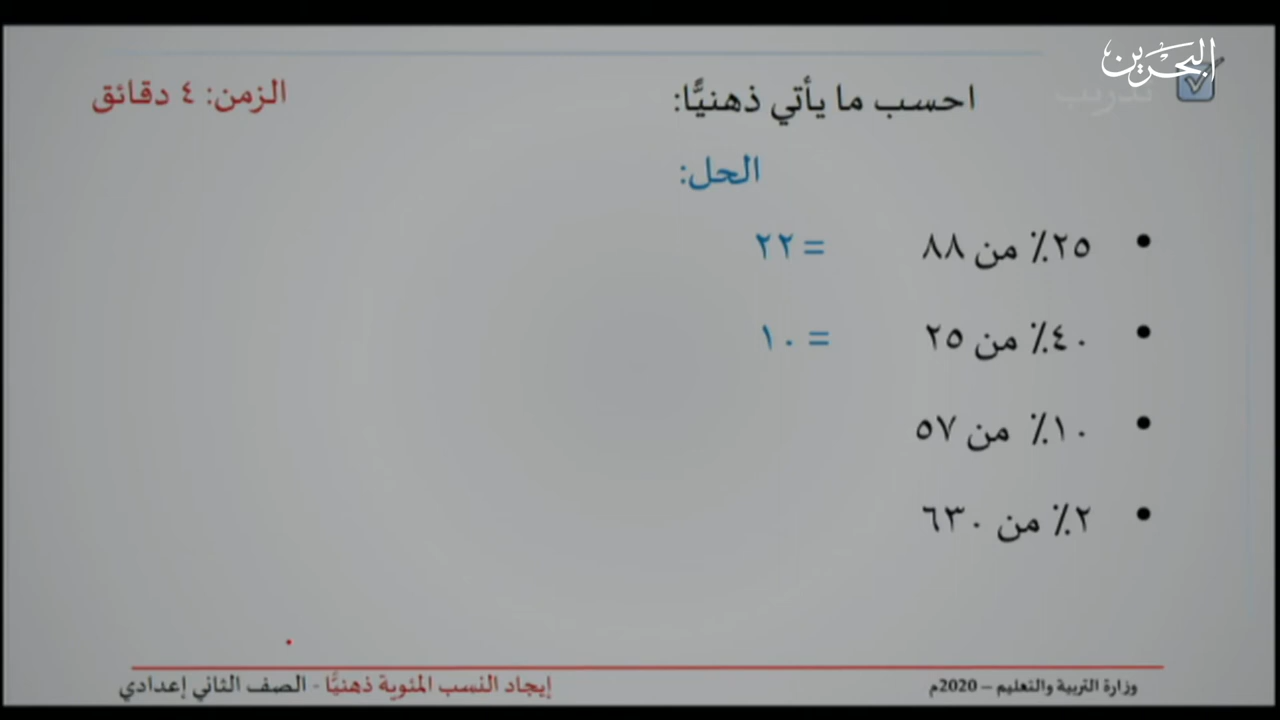 البحرين
تدريب
احسب ما يأتي ذهنيًّا:
الزمن: ٤ دقائق
الحل:
• ٢٥٪ من ٨٨ = ٢٢
• ٤٠٪ من ٢٥ = ١٠
• ١٠٪ من ٥٧
• ٢٪ من ٦٣٠
وزارة التربية والتعليم – 2020م
إيجاد النسب المئوية ذهنيًّا - الصف الثاني إعدادي